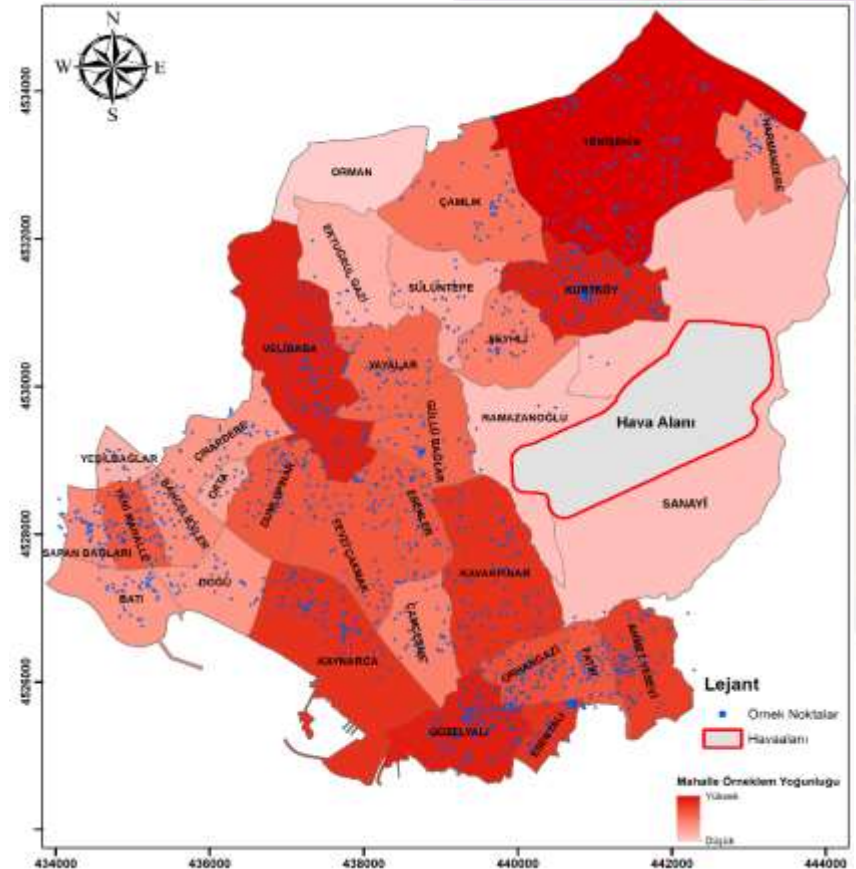 N
W E
S
4534000
4532000
4530000
4528000
4526000
YENİŞEHİR
HARMANDERE
ORMAN
ÇAMLIK
ERTUĞRUL GAZİ
SÜLÜNTEPE
KURTKÖY
VELİBABA
ŞEYHLİ
YAYALAR
GÜLLÜ BAĞLAR
RAMAZANOĞLU
Hava Alanı
ÇINARDERE
YEŞİLBAĞLAR
ORTA
BAHÇELİEVLER
DUMLUPINAR
ESENLER
SANAYİ
YENİ MAHALLE
SAPAN BAĞLARI
FEVZİ ÇAKMAK
KAVAKPINAR
BATI
DOĞU
ÇAMÇEŞME
KAYNARCA
ORHANGAZİ
FATİH
AHMET YESEVİ
GÜZELYALI
ESENYALI
Lejant
Örnek Noktalar
Havaalanı
Mahalle Örneklem Yoğunluğu
Yüksek
Düşük
434000 436000 438000 440000 442000 444000